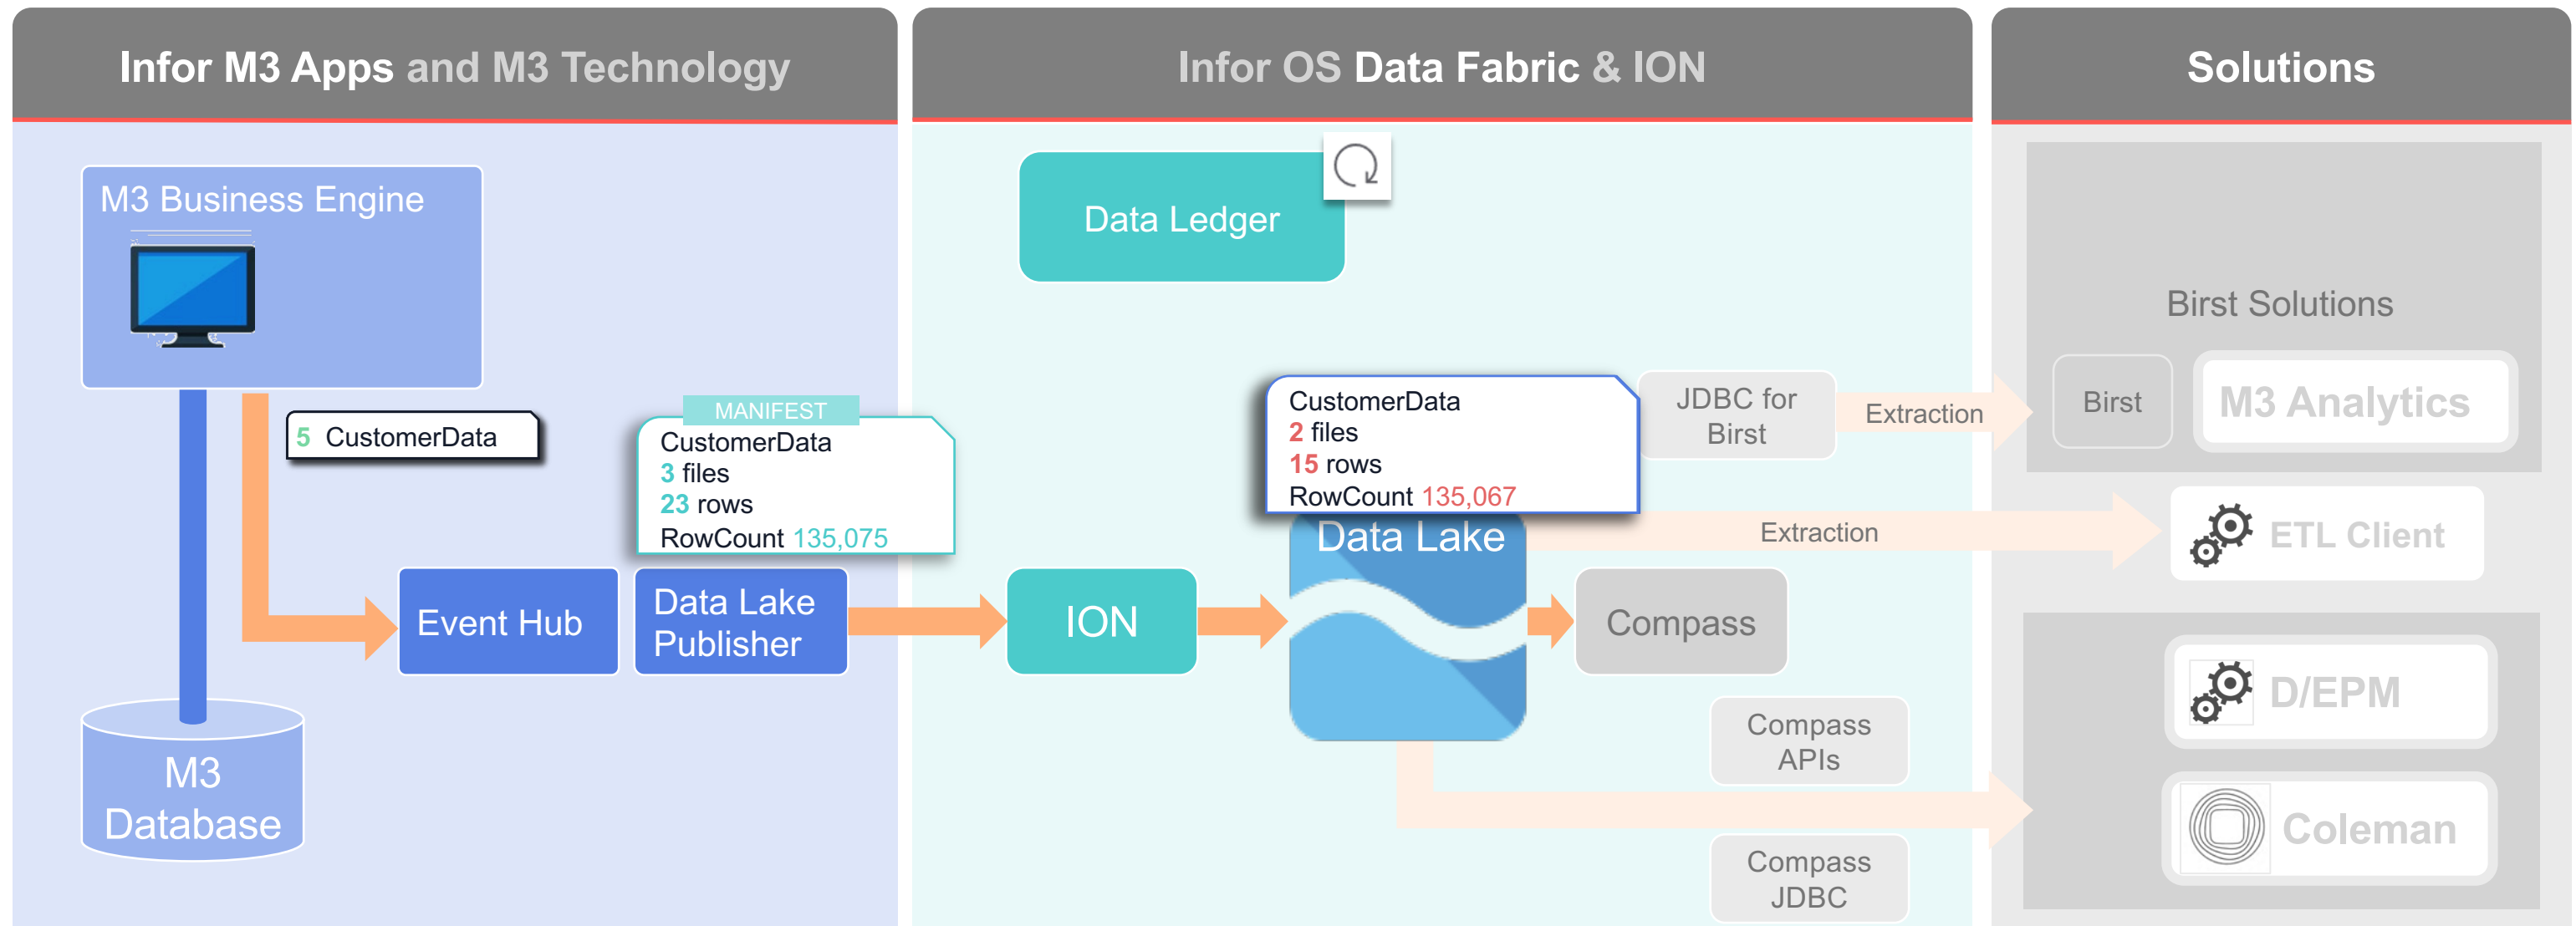 Infor M3 Apps and M3 Technology
Infor OS Data Fabric & ION
Solutions
M3 Business Engine
5 CustomerData
MANIFEST
CustomerData
3 files
23 rows
RowCount 135,075
Event Hub
Data Lake
Publisher
M3
Database
Data Ledger
CustomerData
2 files
15 rows
RowCount 135,067
JDBC for
Birst
Extraction
Data Lake
Extraction
ION
Compass
Compass
APIs
Compass
JDBC
Birst Solutions
Birst
M3 Analytics
ETL Client
D/EPM
Coleman